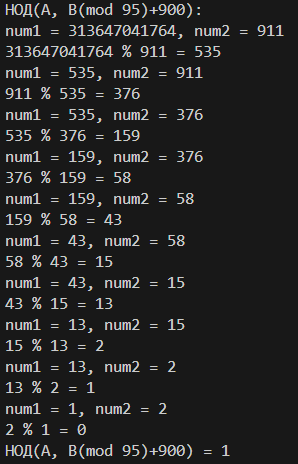 НОД(A, B(mod 95)+900):
num1 = 313647041764, num2 = 911
313647041764 % 911 = 535
num1 = 535, num2 = 911
911 % 535 = 376
num1 = 535, num2 = 376
535 % 376 = 159
num1 = 159, num2 = 376
376 % 159 = 58
num1 = 159, num2 = 58
159 % 58 = 43
num1 = 43, num2 = 58
58 % 43 = 15
num1 = 43, num2 = 15
43 % 15 = 13
num1 = 13, num2 = 15
15 % 13 = 2
num1 = 13, num2 = 2
13 % 2 = 1
num1 = 1, num2 = 2
2 % 1 = 0
НОД(A, B(mod 95)+900) = 1